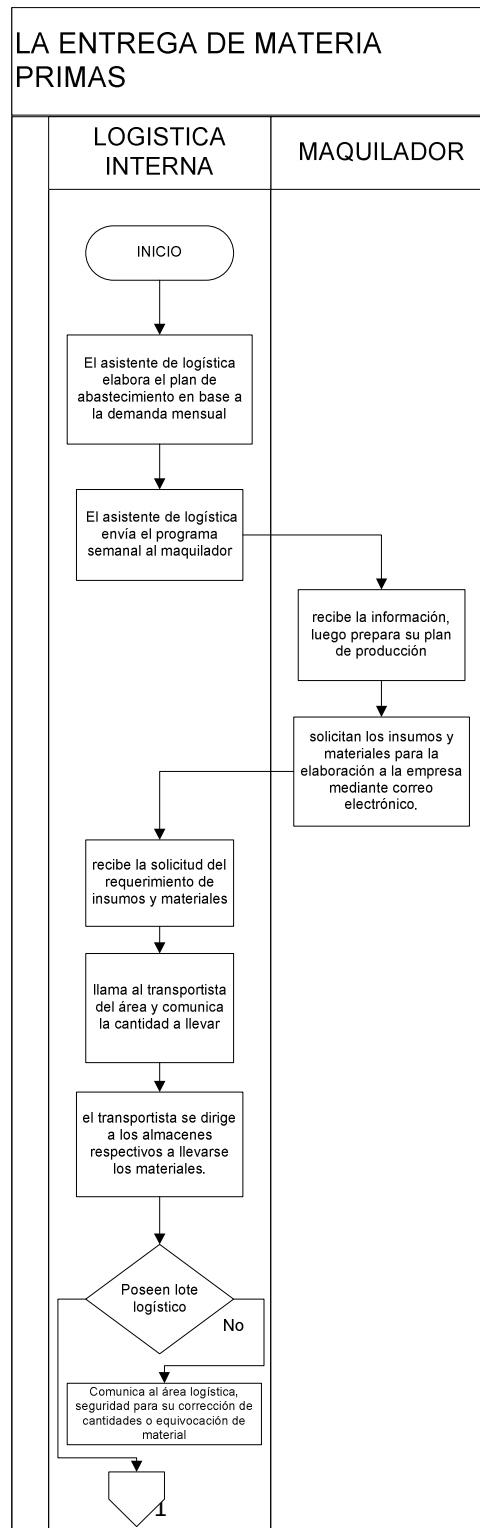 LA ENTREGA DE MATERIA
PRIMAS
LOGISTICA
INTERNA
MAQUILADOR
INICIO
El asistente de logística
elabora el plan de
abastecimiento en base a
la demanda mensual
El asistente de logística
envía el programa
semanal al maquilador
recibe la información,
luego prepara su plan
de producción
solicitan los insumos y
materiales para la
elaboración a la empresa
mediante correo
electrónico.
recibe la solicitud del
requerimiento de
insumos y materiales
llama al transportista
del área y comunica
la cantidad a llevar
el transportista se dirige
a los almacenes
respectivos a llevarse
los materiales.
Poseen lote
logístico
No
Comunica al área logística,
seguridad para su corrección de
cantidades o equivocación de
material
1